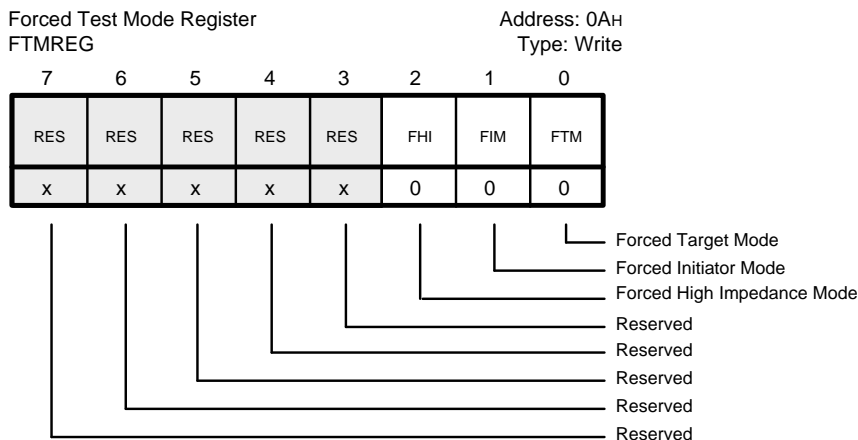 Forced Test Mode Register Address: 0AH
FTMREG Type: Write
7 6 5 4 3 2 1 0
RES RES RES RES RES FHI FIM FTM
x x x x x 0 0 0
Forced Target Mode
Forced Initiator Mode
Forced High Impedance Mode
Reserved
Reserved
Reserved
Reserved
Reserved